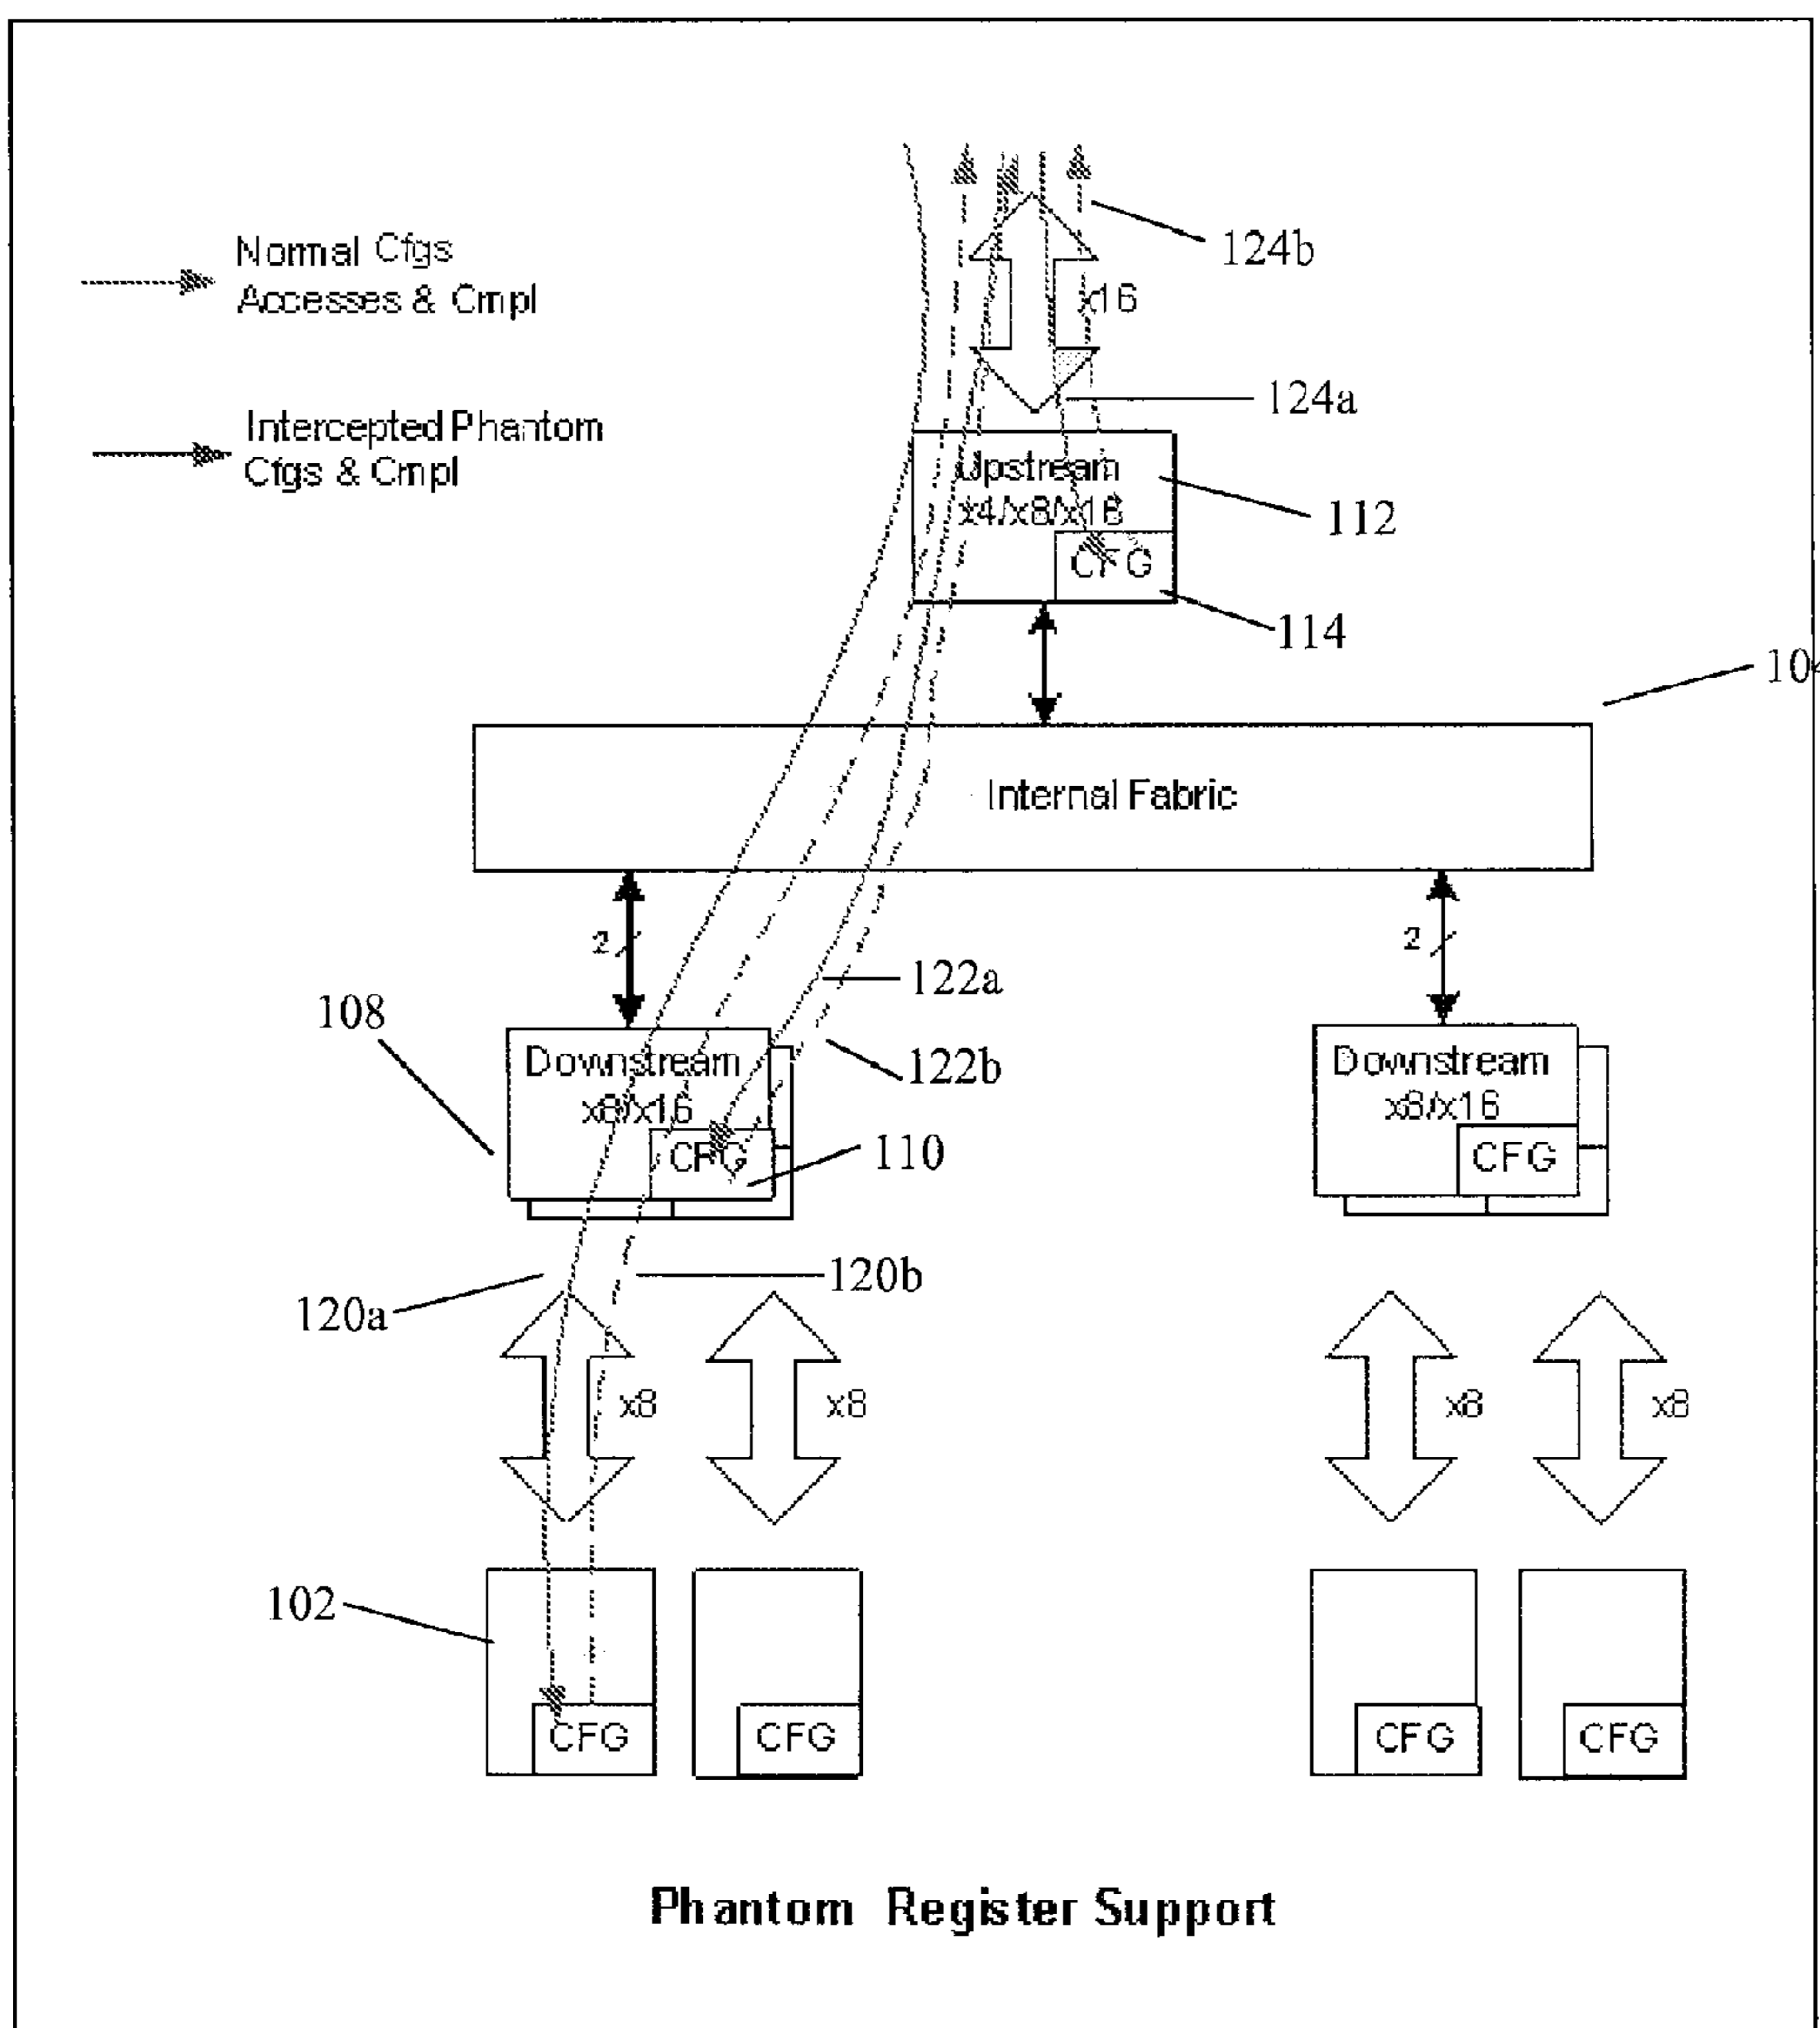 124b
Normal Cfgs
Accesses & Cmpl
x16
124a
Intercepted Phantom
Cfgs & Cmpl
Upstream
x4/x8/x16
112
CFG
114
Internal Fabric
2
2
122a
108
Downstream
x8/x16
122b
Downstream
x8/x16
CFG
110
CFG
120b
120a
x8
x8
x8
x8
102
CFG
CFG
CFG
CFG
Phantom Register Support